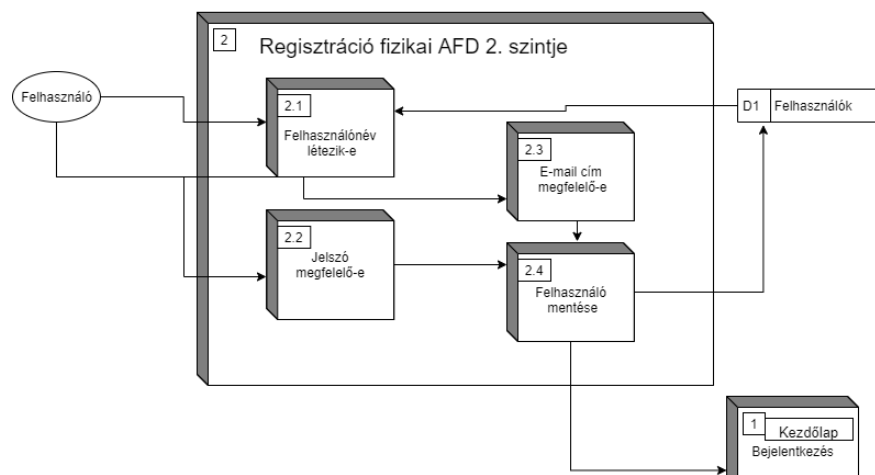 2
Regisztráció fizikai AFD 2. szintje
Felhasználó
2.1
Felhasználónév
létezik-e
D1
Felhasználók
2.3
E-mail cím
megfelelő-e
2.2
Jelszó
megfelelő-e
2.4
Felhasználó
mentése
1
Kezdőlap
Bejelentkezés